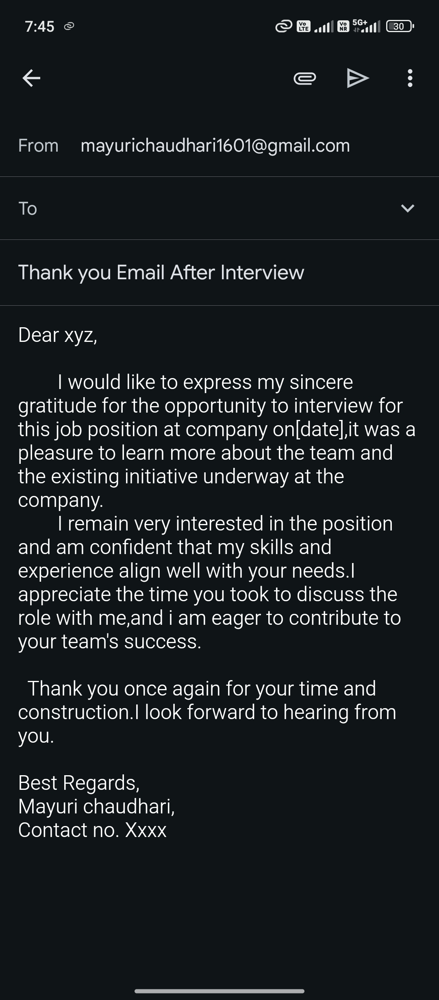 7:45 Vo LTE Vo NR 5G+ 30
From mayurichaudhari1601@gmail.com
To
Thank you Email After Interview
Dear xyz,
I would like to express my sincere
gratitude for the opportunity to interview for
this job position at company on[date],it was a
pleasure to learn more about the team and
the existing initiative underway at the
company.
I remain very interested in the position
and am confident that my skills and
experience align well with your needs.I
appreciate the time you took to discuss the
role with me,and i am eager to contribute to
your team's success.
Thank you once again for your time and
construction.I look forward to hearing from
you.
Best Regards,
Mayuri chaudhari,
Contact no. Xxxx